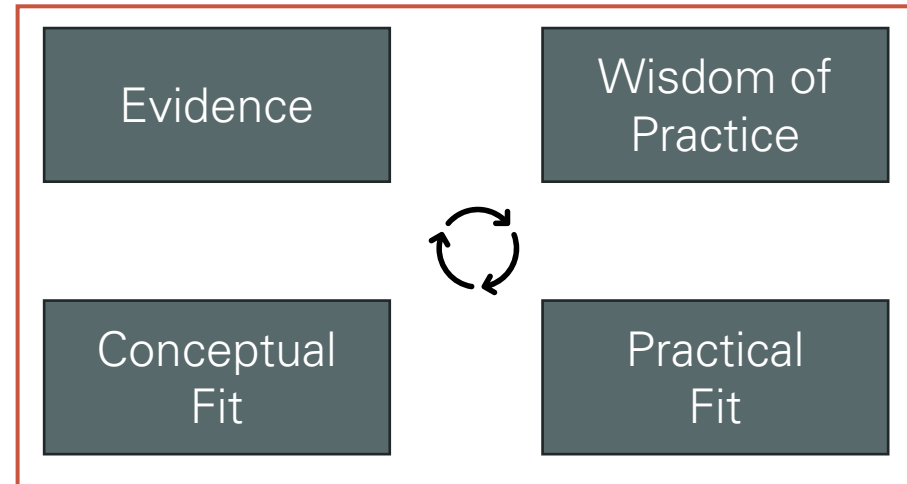 Evidence
Wisdom of
Practice
Conceptual
Fit
Practical
Fit